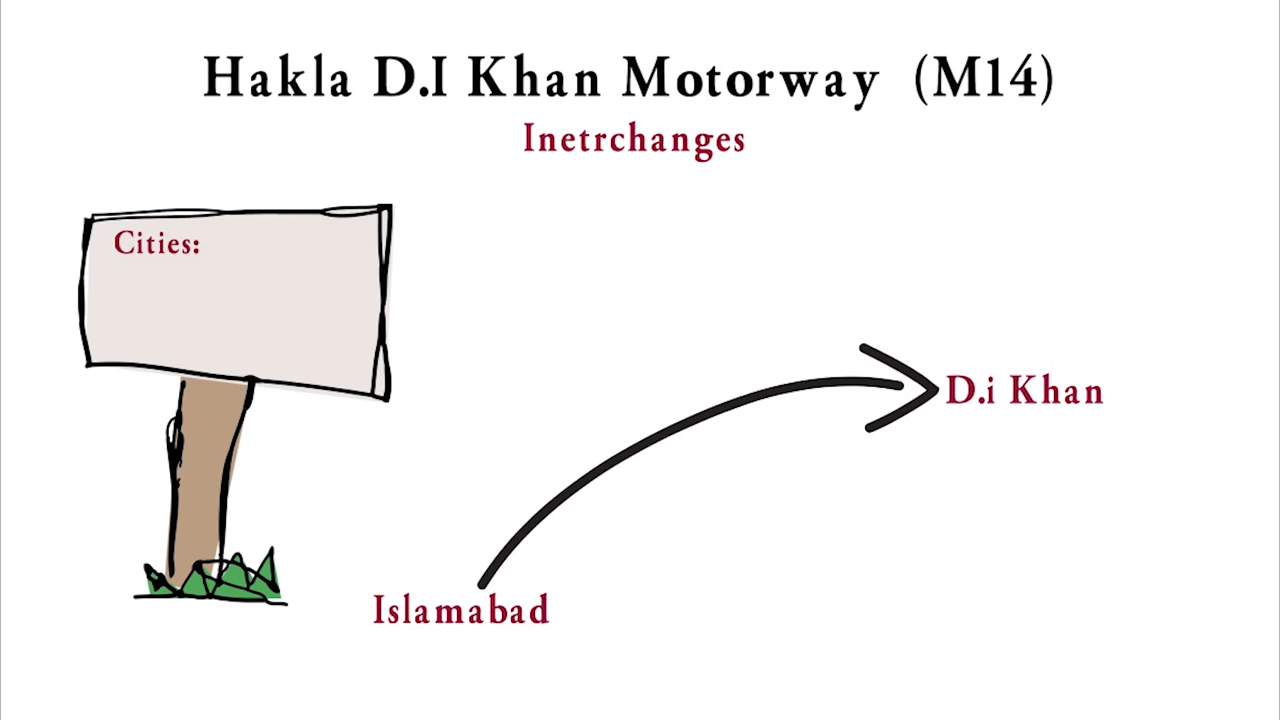 Hakla D.I Khan Motorway (M14)
Inetrchanges
Cities:
D.i Khan
Islamabad